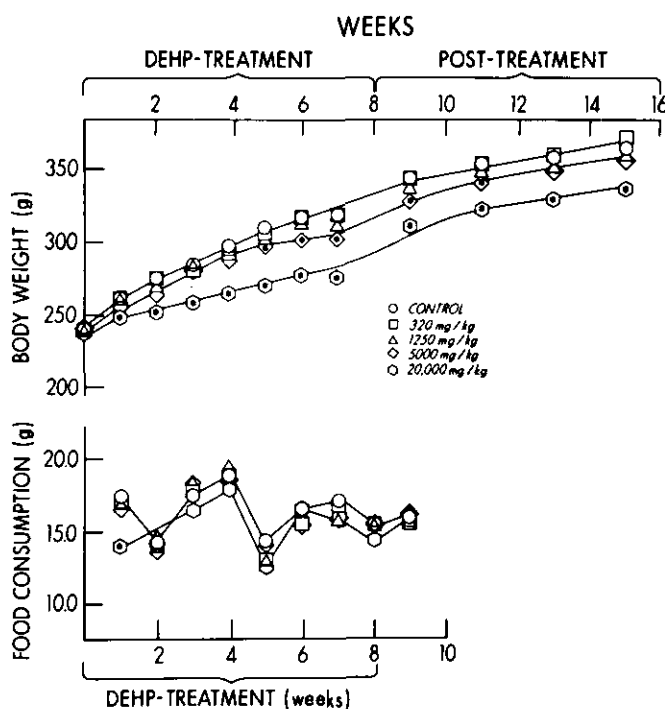 WEEKS
DEHP-TREATMENT POST-TREATMENT
0 2 4 6 8 10 12 14 16
BODY WEIGHT (g)
350
300
250
200
CONTROL
320 mg/kg
1250 mg/kg
5000 mg/kg
20,000 mg/kg
FOOD CONSUMPTION (g)
20.0
15.0
10.0
2 4 6 8 10
DEHP-TREATMENT (weeks)